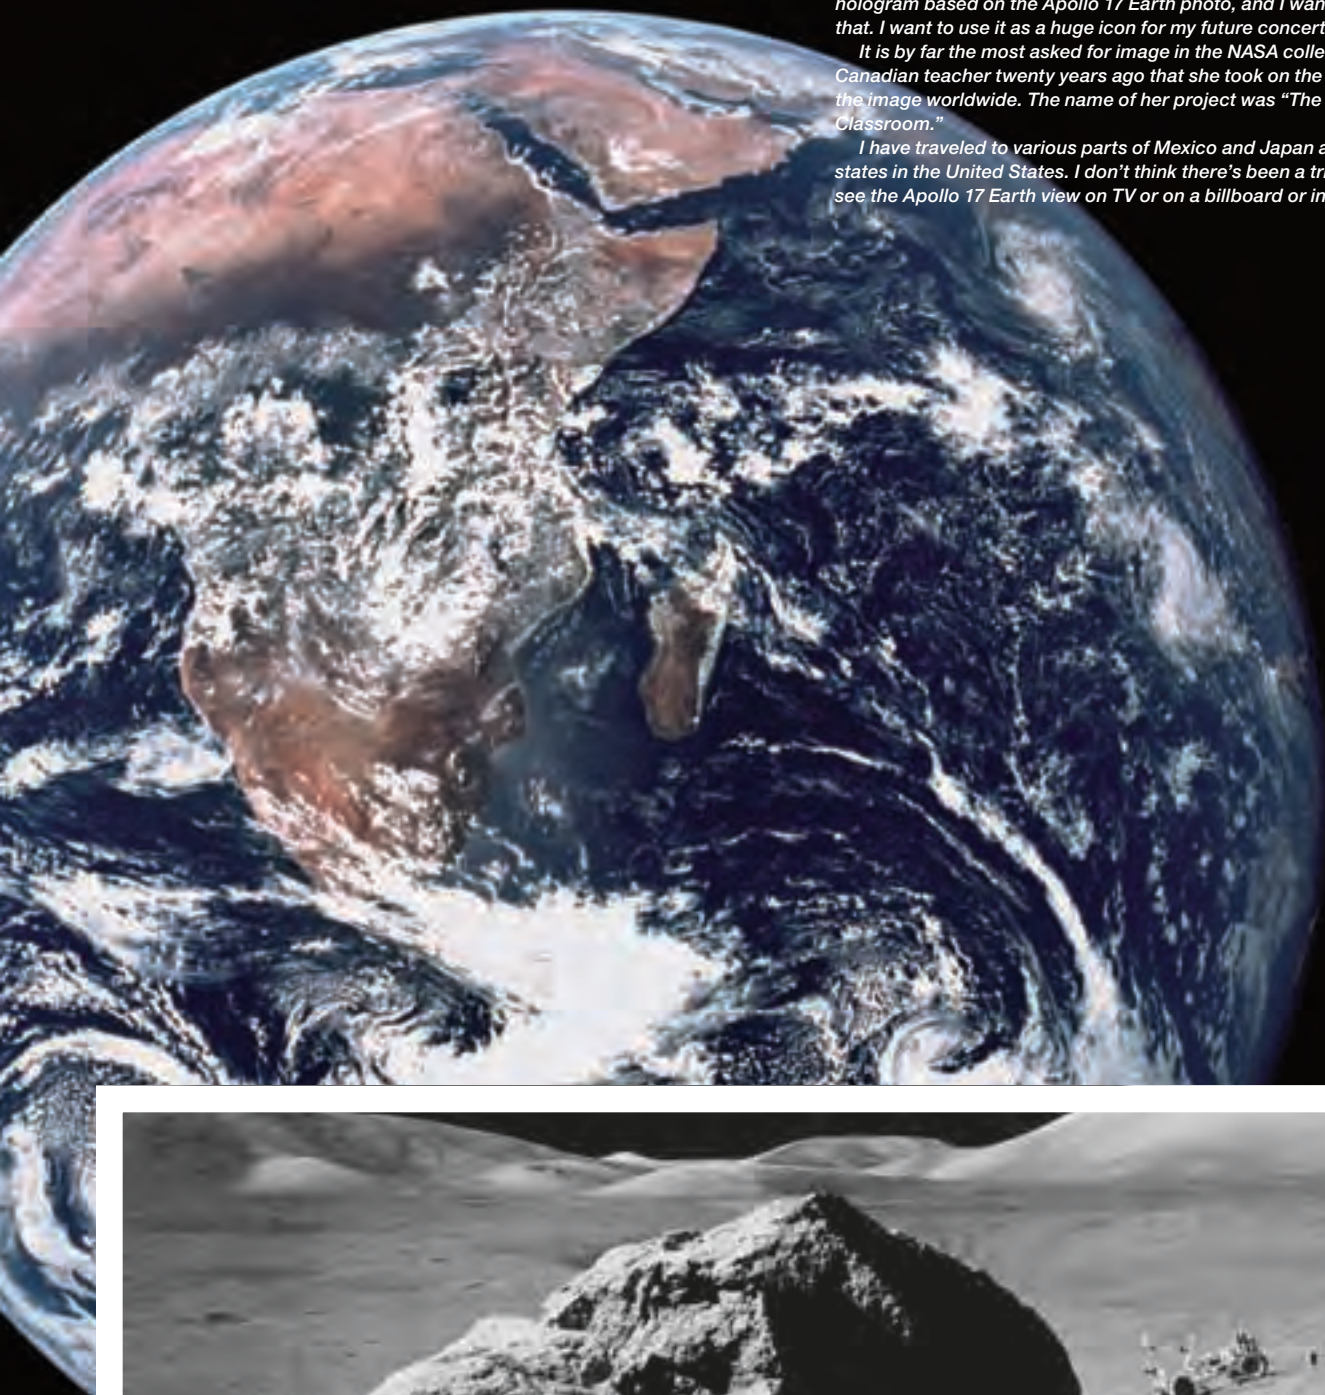 hologram based on the Apollo 17 Earth photo, and I wan
that. I want to use it as a huge icon for my future concert
It is by far the most asked for image in the NASA colle
Canadian teacher twenty years ago that she took on the
the image worldwide. The name of her project was “The
Classroom.”
I have traveled to various parts of Mexico and Japan a
states in the United States. I don’t think there’s been a tri
see the Apollo 17 Earth view on TV or on a billboard or in